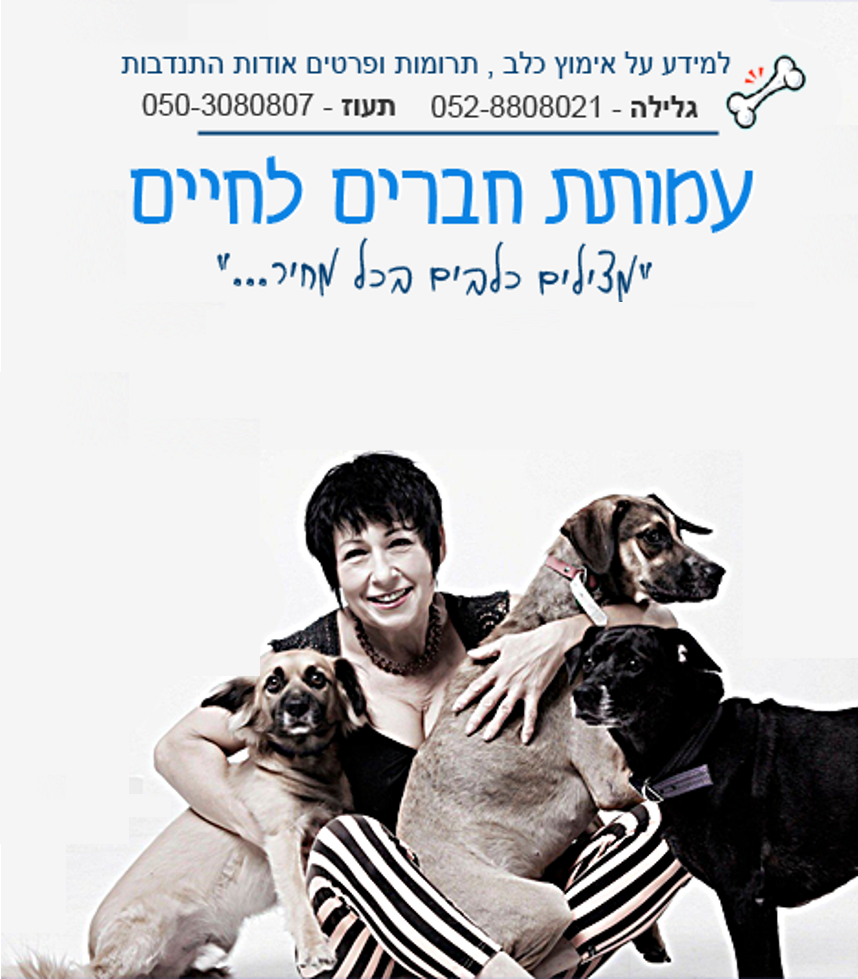 למידע על אימוץ כלב , תרומות ופרטים אודות התנדבות
גלילה - 052-8808021 תעוז - 050-3080807
עמותת חברים לחיים
"מצילים כלבים בכל מחיר..."